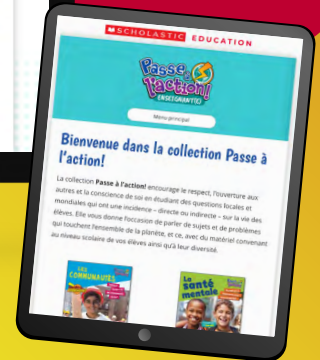 SCHOLASTIC EDUCATION
Passe à
l'action!
ENSEIGNANT(E)
Menu principal
Bienvenue dans la collection Passe à
l'action!
La collection Passe à l'action! encourage le respect, l'ouverture aux
autres et la conscience de soi en étudiant des questions locales et
mondiales qui ont une incidence – directe ou indirecte – sur la vie des
élèves. Elle vous donne l'occasion de parler de sujets et de problèmes
qui touchent l'ensemble de la planète, et ce, avec du matériel convenant
au niveau scolaire de vos élèves ainsi qu'à leur diversité.
LES
COMMUNAUTÉS
La
santé
mentale